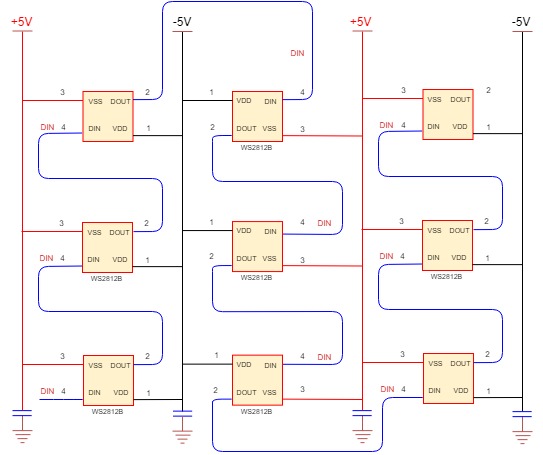 +5V -5V +5V -5V
DIN
3 VSS DOUT 2
DIN 4 DIN VDD 1
1 VDD DIN 4
2 DOUT VSS 3
WS2812B
3 VSS DOUT 2
DIN 4 DIN VDD 1
3 VSS DOUT 2
DIN 4 DIN VDD 1
WS2812B
1 VDD DIN 4 DIN
2 DOUT VSS 3
WS2812B
3 VSS DOUT 2
DIN 4 DIN VDD 1
WS2812B
3 VSS DOUT 2
DIN 4 DIN VDD 1
WS2812B
1 VDD DIN 4 DIN
2 DOUT VSS 3
WS2812B
3 VSS DOUT 2
DIN 4 DIN VDD 1